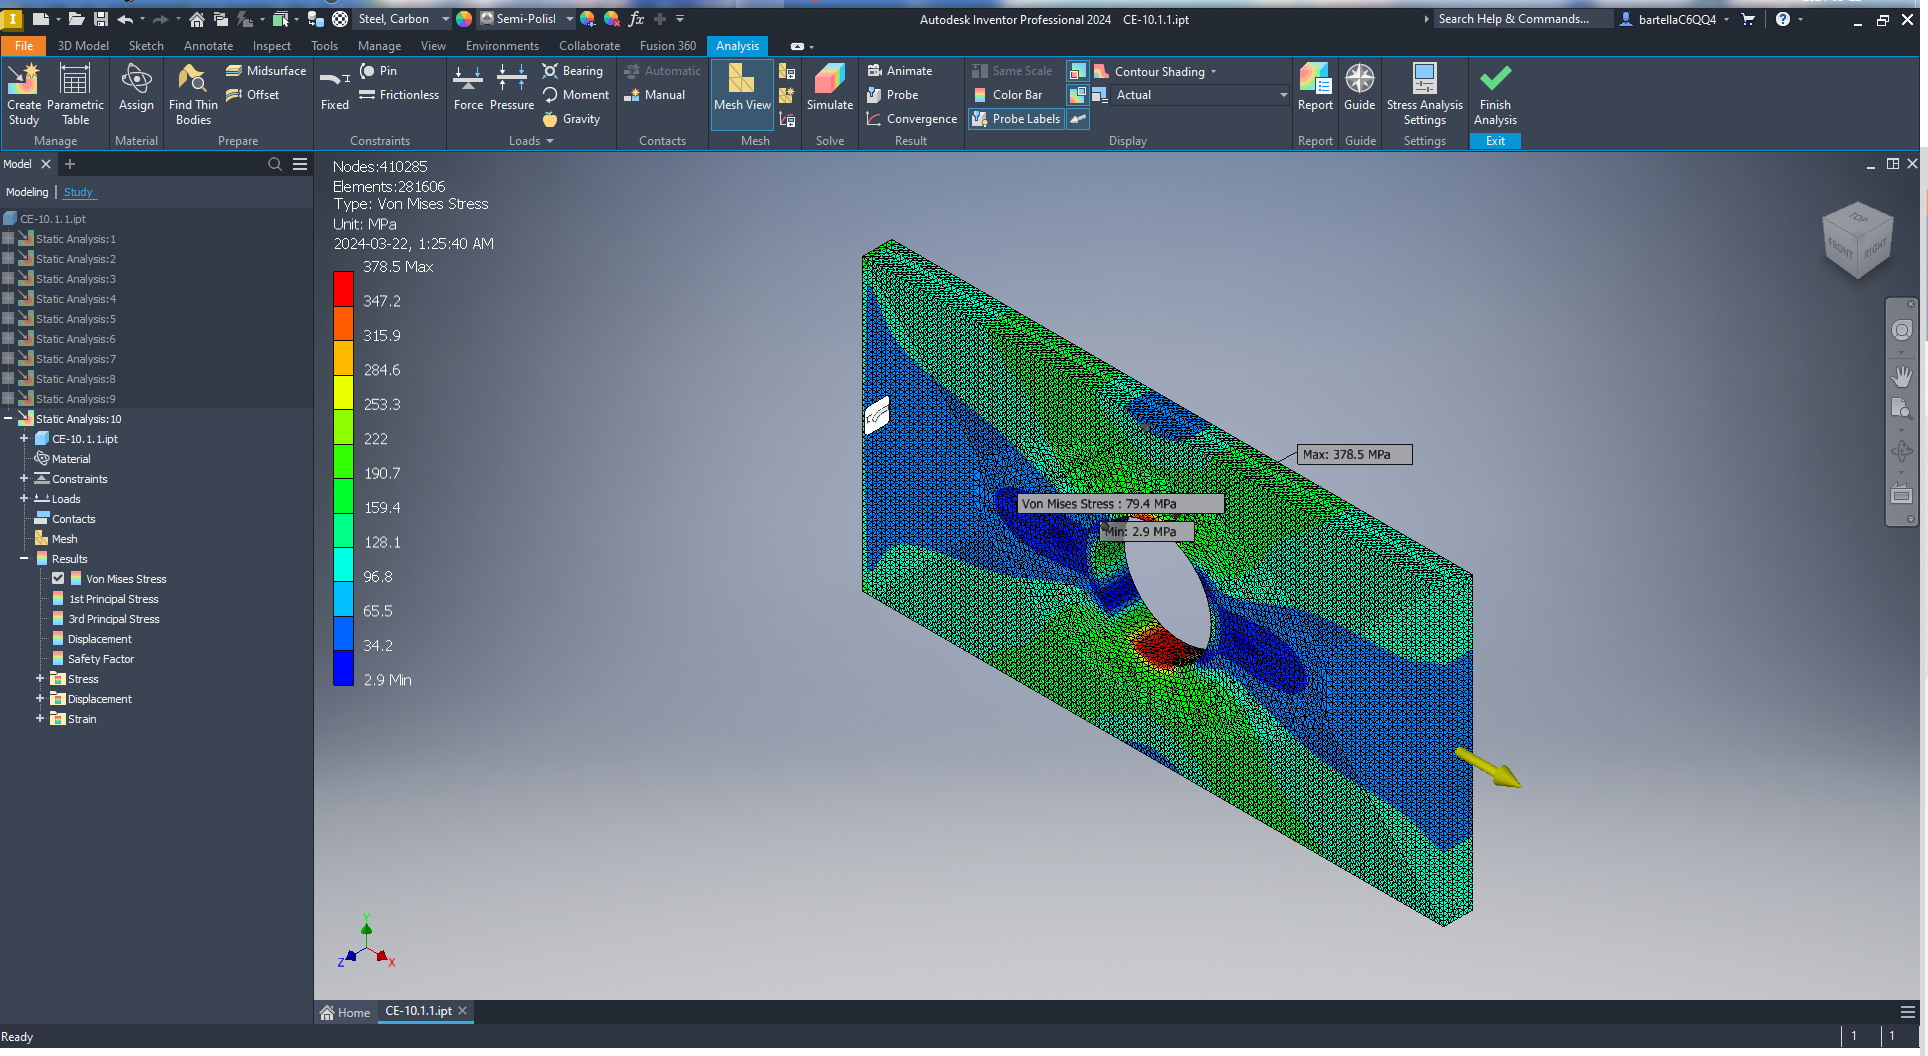 Steel, Carbon
Semi-Polisl
fx
Autodesk Inventor Professional 2024 CE-10.1.1.ipt
Search Help & Commands...
bartellaC6QQ4
File 3D Model Sketch Annotate Inspect Tools Manage View Environments Collaborate Fusion 360 Analysis
Create Study
Parametric Table
Manage
Assign
Material
Find Thin Bodies
Midsurface
Offset
Prepare
Fixed
Pin
Frictionless
Constraints
Force
Pressure
Bearing
Moment
Gravity
Loads
Automatic
Manual
Contacts
Mesh View
Mesh
Simulate
Solve
Animate
Probe
Convergence
Result
Same Scale
Color Bar
Probe Labels
Contour Shading
Actual
Display
Report
Report
Guide
Guide
Stress Analysis Settings
Settings
Finish Analysis
Exit
Model
Modeling | Study
CE-10.1.1.ipt
Static Analysis:1
Static Analysis:2
Static Analysis:3
Static Analysis:4
Static Analysis:5
Static Analysis:6
Static Analysis:7
Static Analysis:8
Static Analysis:9
Static Analysis:10
CE-10.1.1.ipt
Material
Constraints
Loads
Contacts
Mesh
Results
Von Mises Stress
1st Principal Stress
3rd Principal Stress
Displacement
Safety Factor
Stress
Displacement
Strain
Nodes:410285
Elements:281606
Type: Von Mises Stress
Unit: MPa
2024-03-22, 1:25:40 AM
378.5 Max
347.2
315.9
284.6
253.3
222
190.7
159.4
128.1
96.8
65.5
34.2
2.9 Min
Max: 378.5 MPa
Von Mises Stress : 79.4 MPa
Min: 2.9 MPa
TOP
FRONT
RIGHT
Y
Z
X
Home
CE-10.1.1.ipt
Ready
1
1